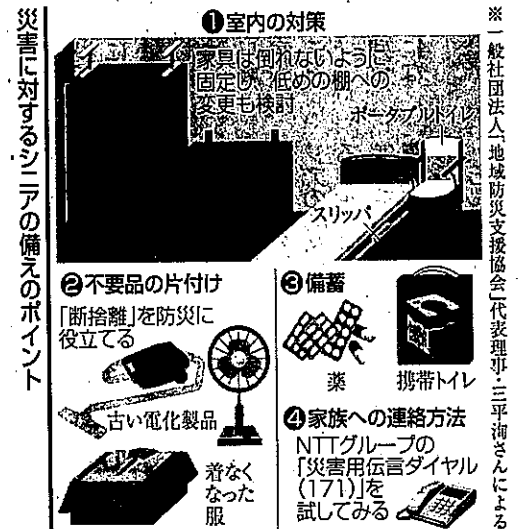 災害に対するシニアの備えのポイント
※一般社団法人「地域防災支援協会」代表理事・三平洵さんによる
❶室内の対策
家具は倒れないように
固定し、低めの棚への
変更も検討
ポータブルトイレ
スリッパ
❷不要品の片付け
「断捨離」を防災に
役立てる
古い電化製品
着なく
なった
服
❸備蓄
薬
携帯トイレ
❹家族への連絡方法
NTTグループの
「災害用伝言ダイヤル
(171)」を
試してみる